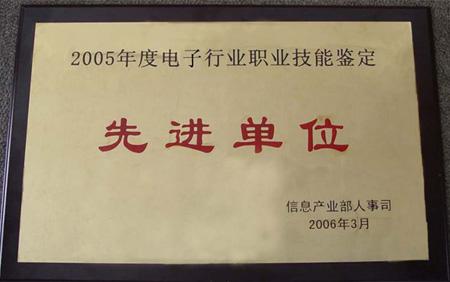 2005年度电子行业职业技能鉴定
先进单位
信息产业部人事司
2006年3月